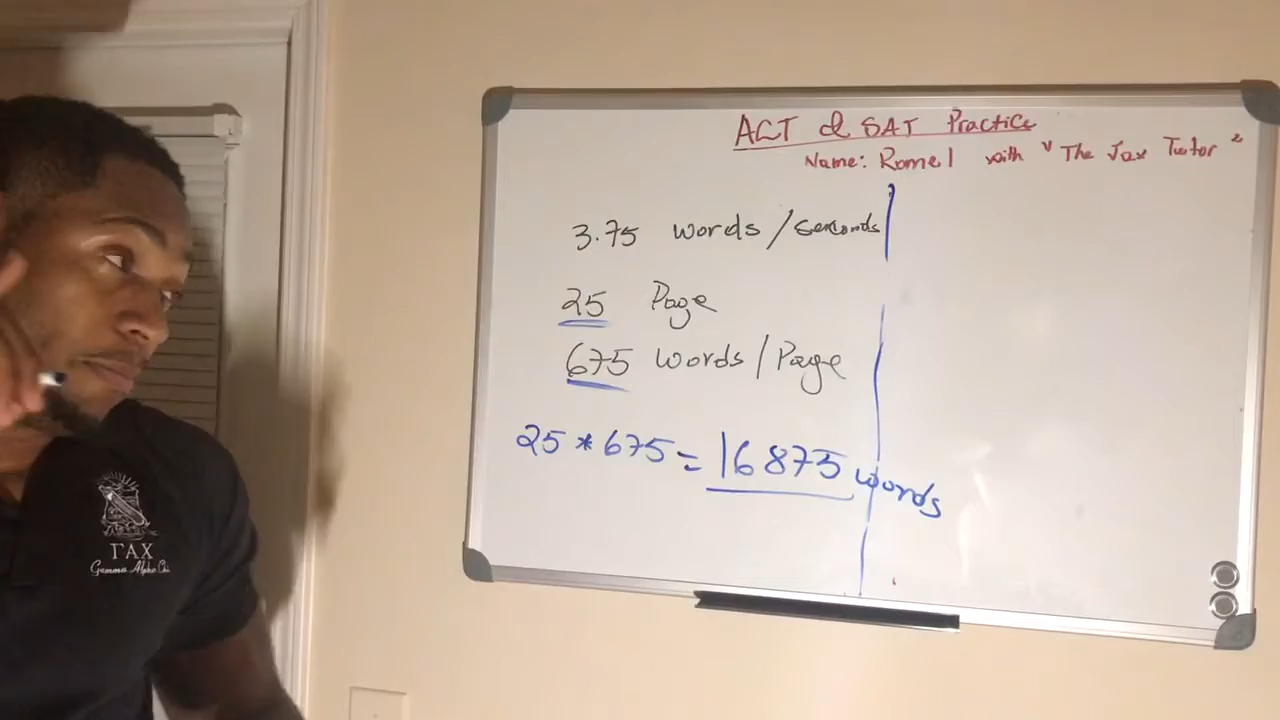 ACT & SAT Practice
Name: Romel with "The Jax Tutor"
3.75 words/seconds
25 Page
675 words/Page
25 * 675 = 16875 words
ΓΑΧ
Gamma Alpha Chi